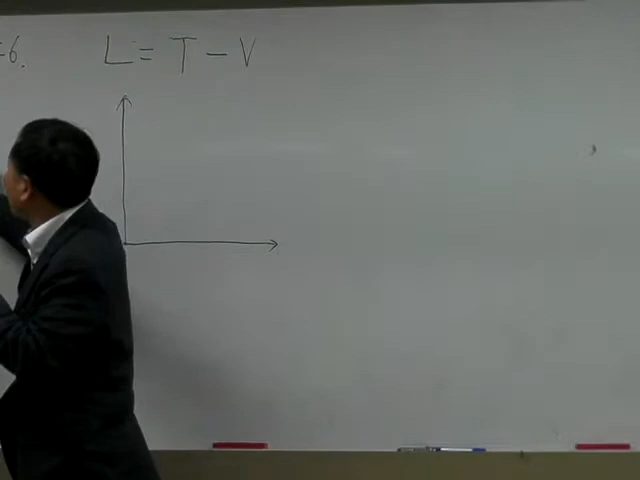 =6.
L = T - V